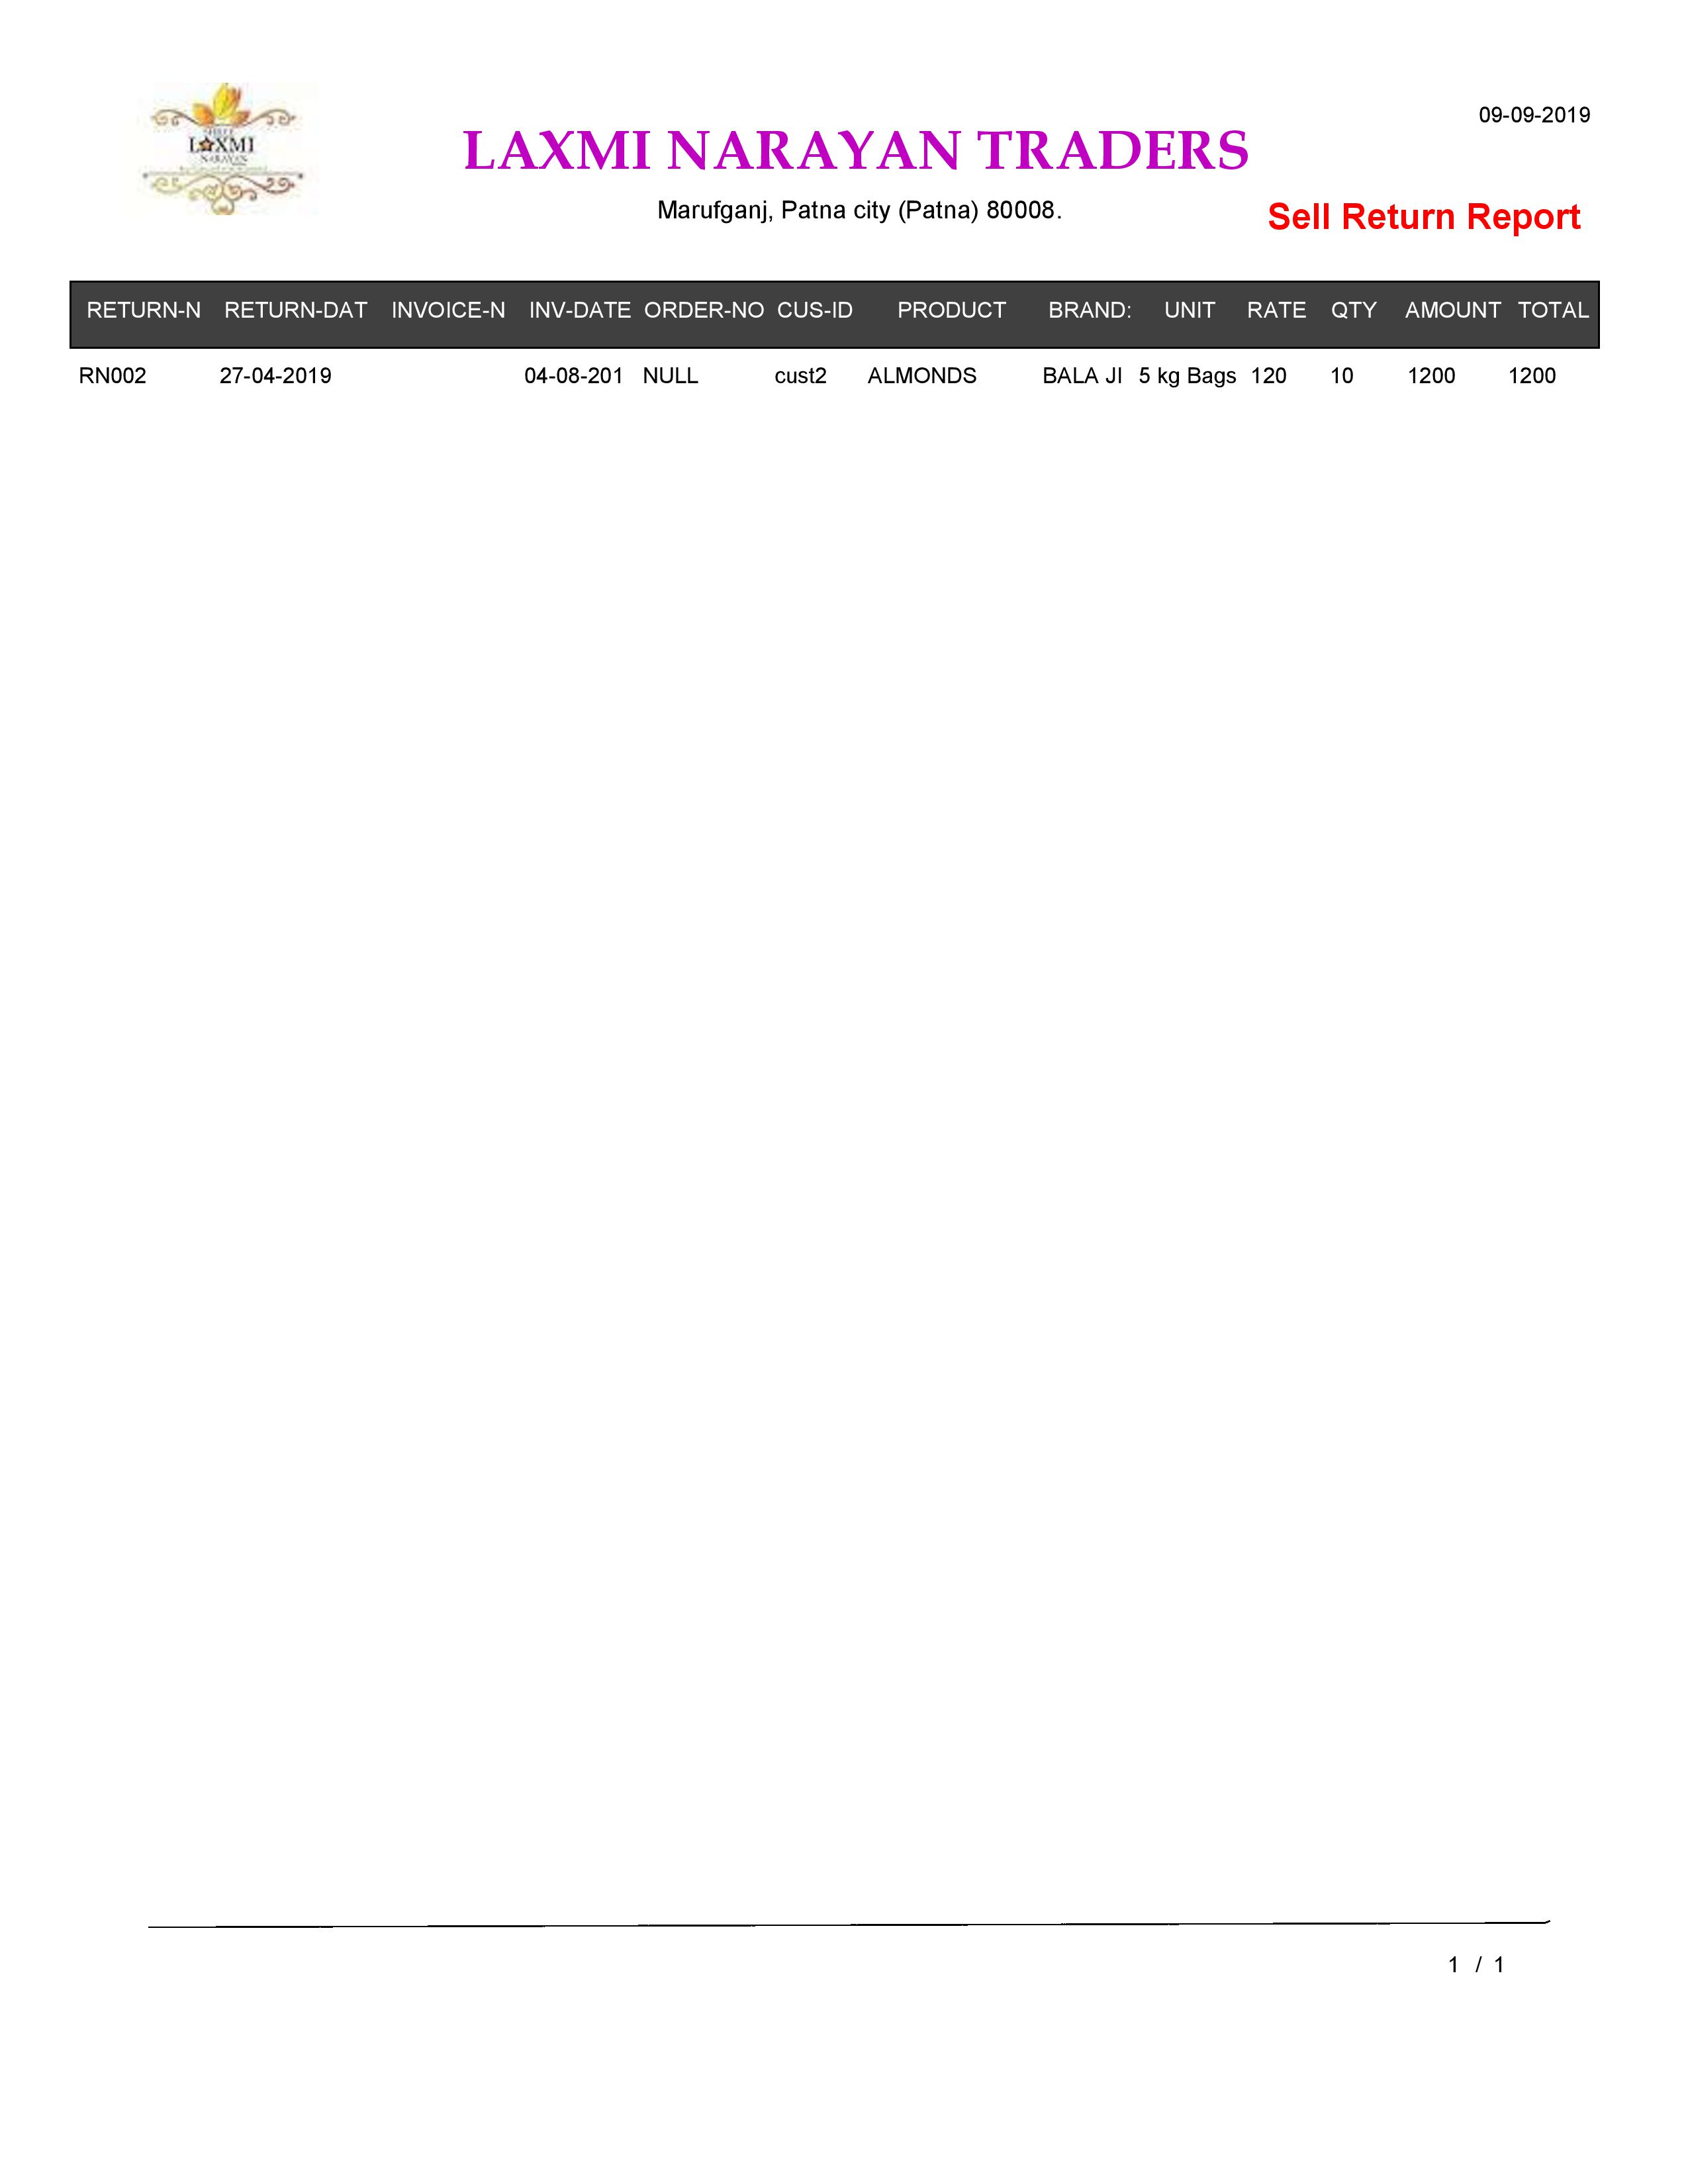 09-09-2019
SHREE
LAXMI
NARAYAN
LAXMI NARAYAN TRADERS
Marufganj, Patna city (Patna) 80008.
Sell Return Report
RETURN-N RETURN-DAT INVOICE-N INV-DATE ORDER-NO CUS-ID PRODUCT BRAND: UNIT RATE QTY AMOUNT TOTAL
RN002 27-04-2019 04-08-201 NULL cust2 ALMONDS BALA JI 5 kg Bags 120 10 1200 1200
1 / 1